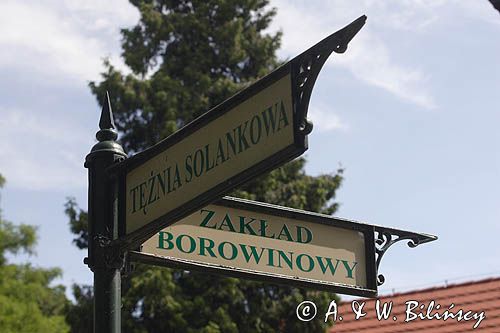 TĘŻNIA SOLANKOWA
ZAKŁAD
BOROWINOWY
© A. & W. Bilińscy